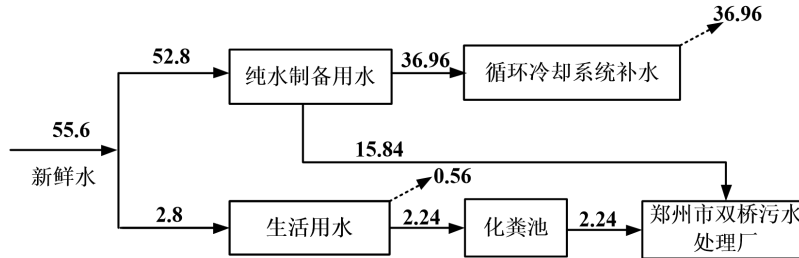 36.96
52.8
纯水制备用水
36.96
循环冷却系统补水
55.6
新鲜水
15.84
0.56
2.8
生活用水
2.24
化粪池
2.24
郑州市双桥污水
处理厂